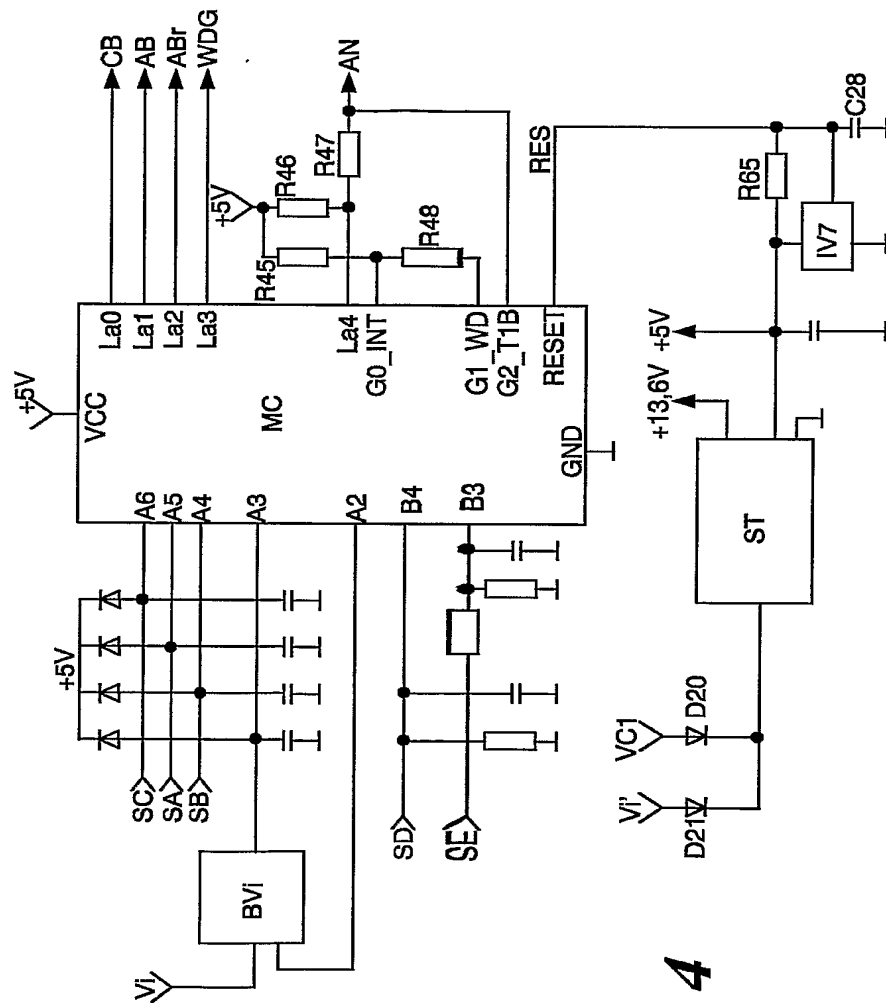 CB
AB
ABr
WDG
AN
+5V
R46
R47
R45
R48
+5V
VCC
La0
La1
La2
La3
La4
G0_INT
G1_WD
G2_T1B
RESET
GND
MC
A6
A5
A4
A3
A2
B4
B3
+5V
SC
SA
SB
BVi
Vi
SD
SE
RES
R65
C28
IV7
+5V
+13,6V
ST
VC1
D20
Vi'
D21
4